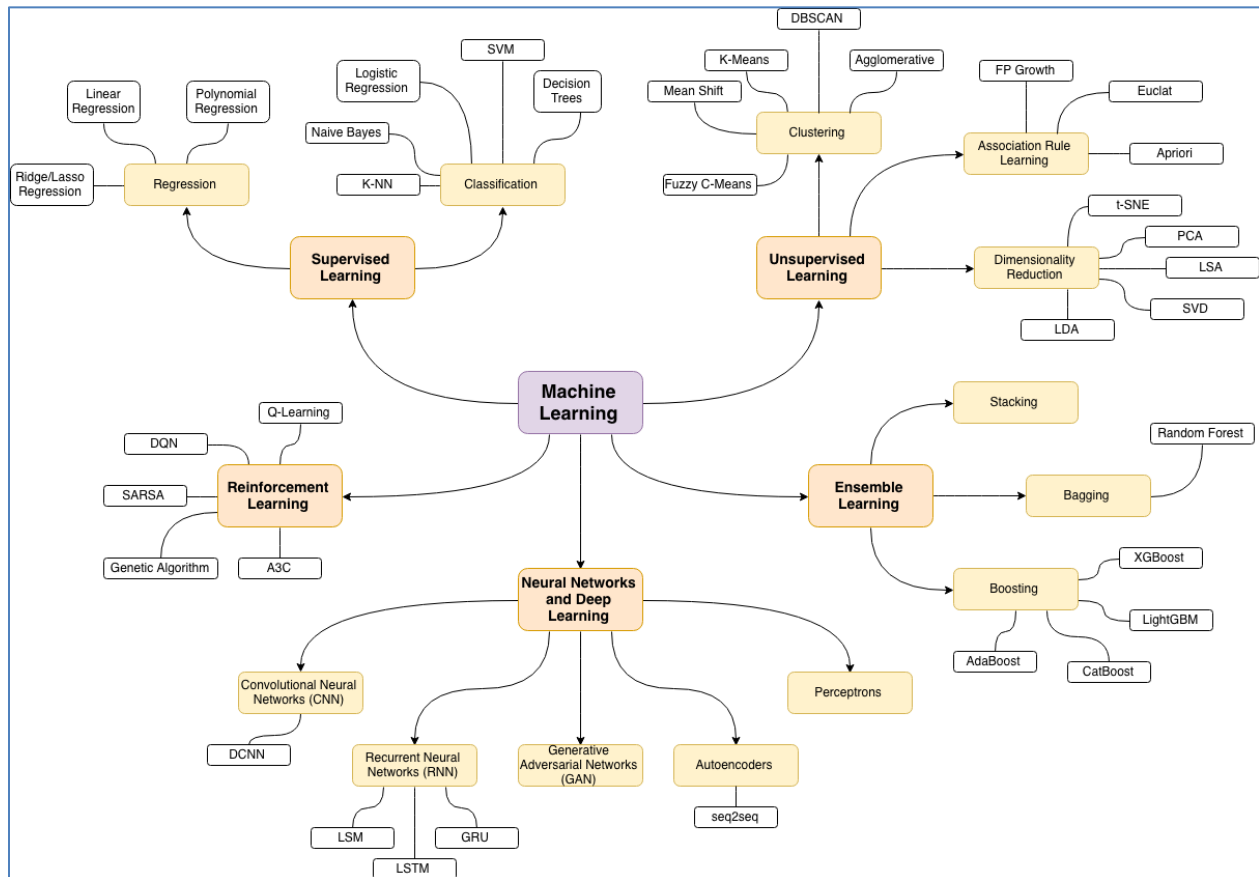 DBSCAN
SVM
K-Means
Agglomerative
FP Growth
Logistic
Regression
Decision
Trees
Linear
Regression
Polynomial
Regression
Mean Shift
Euclat
Naive Bayes
Clustering
Association Rule
Learning
Apriori
Ridge/Lasso
Regression
Regression
K-NN
Classification
Fuzzy C-Means
t-SNE
PCA
Supervised
Learning
Unsupervised
Learning
Dimensionality
Reduction
LSA
SVD
LDA
Machine
Learning
Stacking
Q-Learning
DQN
Random Forest
SARSA
Reinforcement
Learning
Ensemble
Learning
Bagging
Genetic Algorithm
A3C
XGBoost
Neural Networks
and Deep
Learning
Boosting
LightGBM
AdaBoost
CatBoost
Convolutional Neural
Networks (CNN)
Perceptrons
DCNN
Recurrent Neural
Networks (RNN)
Generative
Adversarial Networks
(GAN)
Autoencoders
seq2seq
LSM
GRU
LSTM